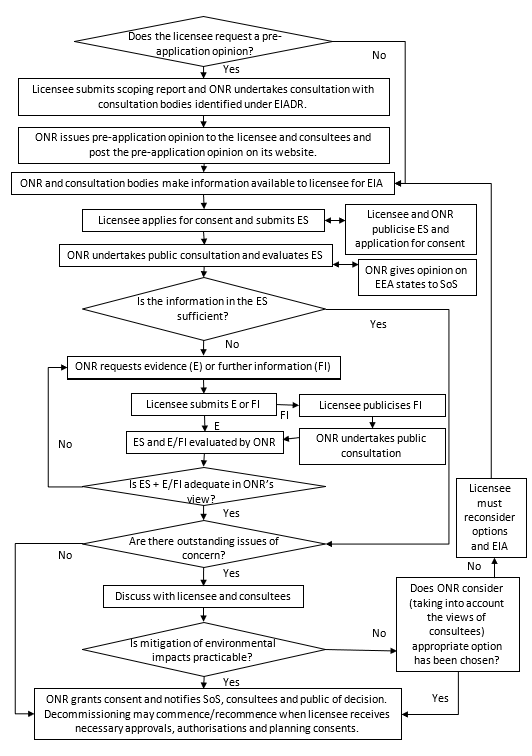 Does the licensee request a pre-
application opinion?
No
Yes
Licensee submits scoping report and ONR undertakes consultation with
consultation bodies identified under EIADR.
ONR issues pre-application opinion to the licensee and consultees and
post the pre-application opinion on its website.
ONR and consultation bodies make information available to licensee for EIA
Licensee applies for consent and submits ES
Licensee and ONR
publicise ES and
application for consent
ONR undertakes public consultation and evaluates ES
ONR gives opinion on
EEA states to SoS
Is the information in the ES
sufficient?
Yes
No
ONR requests evidence (E) or further information (FI)
Licensee submits E or FI
FI
Licensee publicises FI
E
ES and E/FI evaluated by ONR
ONR undertakes public
consultation
No
Is ES + E/FI adequate in ONR's
view?
Yes
Licensee
must
reconsider
options
and EIA
Are there outstanding issues of
concern?
No
Yes
No
Discuss with licensee and consultees
Does ONR consider
(taking into account
the views of
consultees)
appropriate option
has been chosen?
No
Is mitigation of environmental
impacts practicable?
Yes
Yes
ONR grants consent and notifies SoS, consultees and public of decision.
Decommissioning may commence/recommence when licensee receives
necessary approvals, authorisations and planning consents.